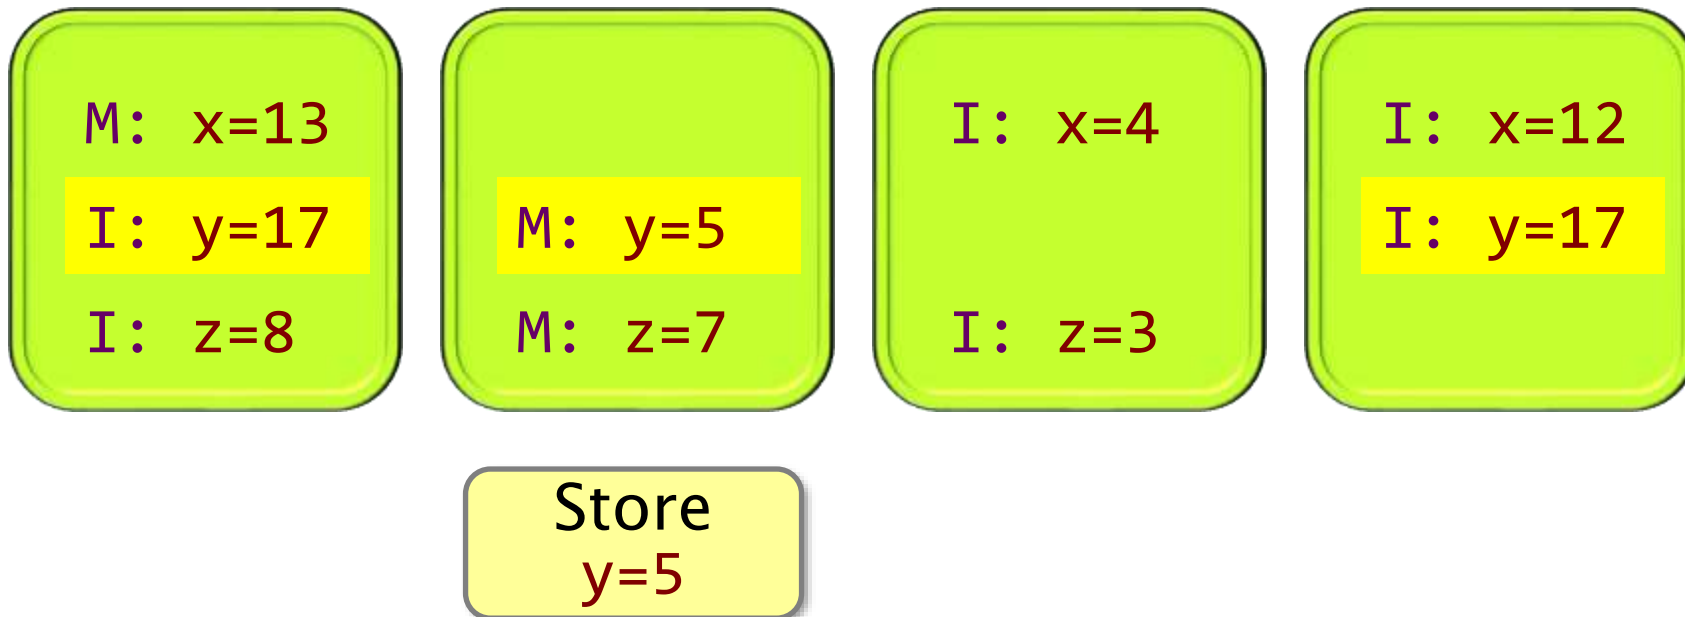 M: x=13
I: y=17
I: z=8
M: y=5
M: z=7
I: x=4
I: z=3
I: x=12
I: y=17
Store
y=5